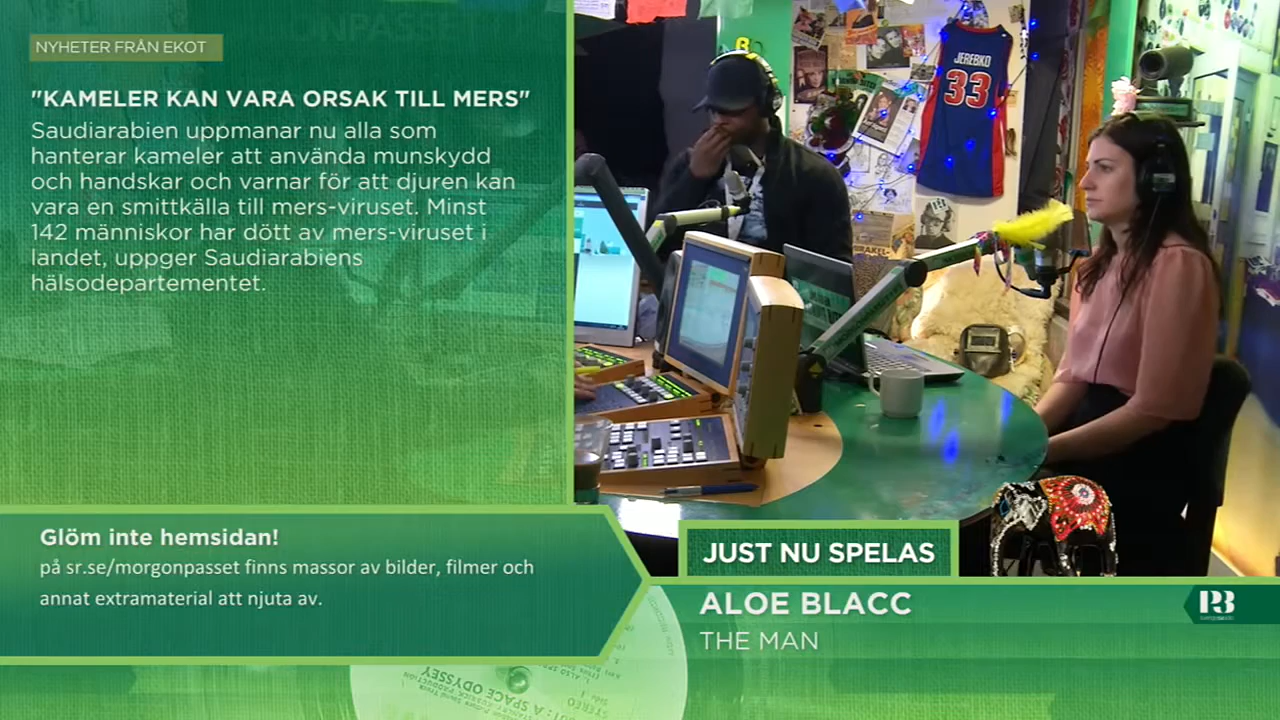 NYHETER FRÅN EKOT
"KAMELER KAN VARA ORSAK TILL MERS"
Saudiarabien uppmanar nu alla som
hanterar kameler att använda munskydd
och handskar och varnar för att djuren kan
vara en smittkälla till mers-viruset. Minst
142 människor har dött av mers-viruset i
landet, uppger Saudiarabiens
hälsodepartementet.
JEREBKO
33
MIRAKEL-
Glöm inte hemsidan!
på sr.se/morgonpasset finns massor av bilder, filmer och
annat extramaterial att njuta av.
JUST NU SPELAS
ALOE BLACC
THE MAN
P3
A SPACE ODYSSEY
STEREO